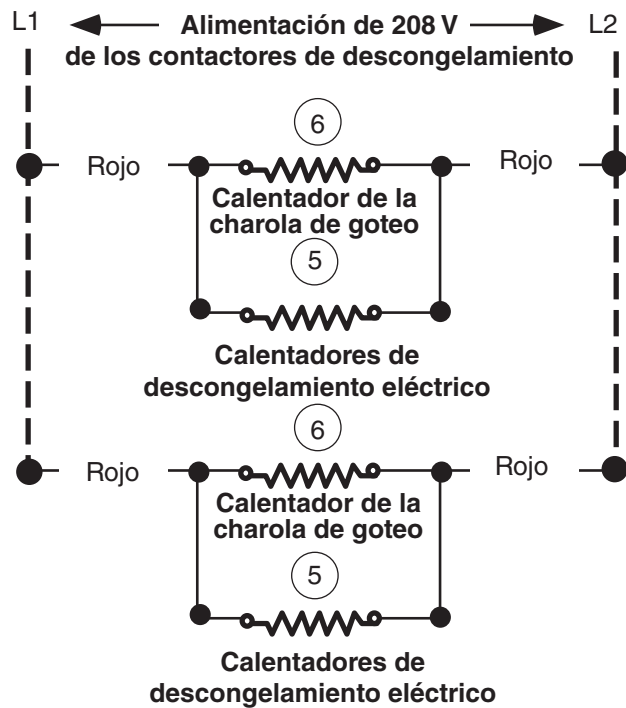 L1 Alimentación de 208 V L2
de los contactores de descongelamiento
6
Rojo Rojo
Calentador de la
charola de goteo
5
Calentadores de
descongelamiento eléctrico
6
Rojo Rojo
Calentador de la
charola de goteo
5
Calentadores de
descongelamiento eléctrico